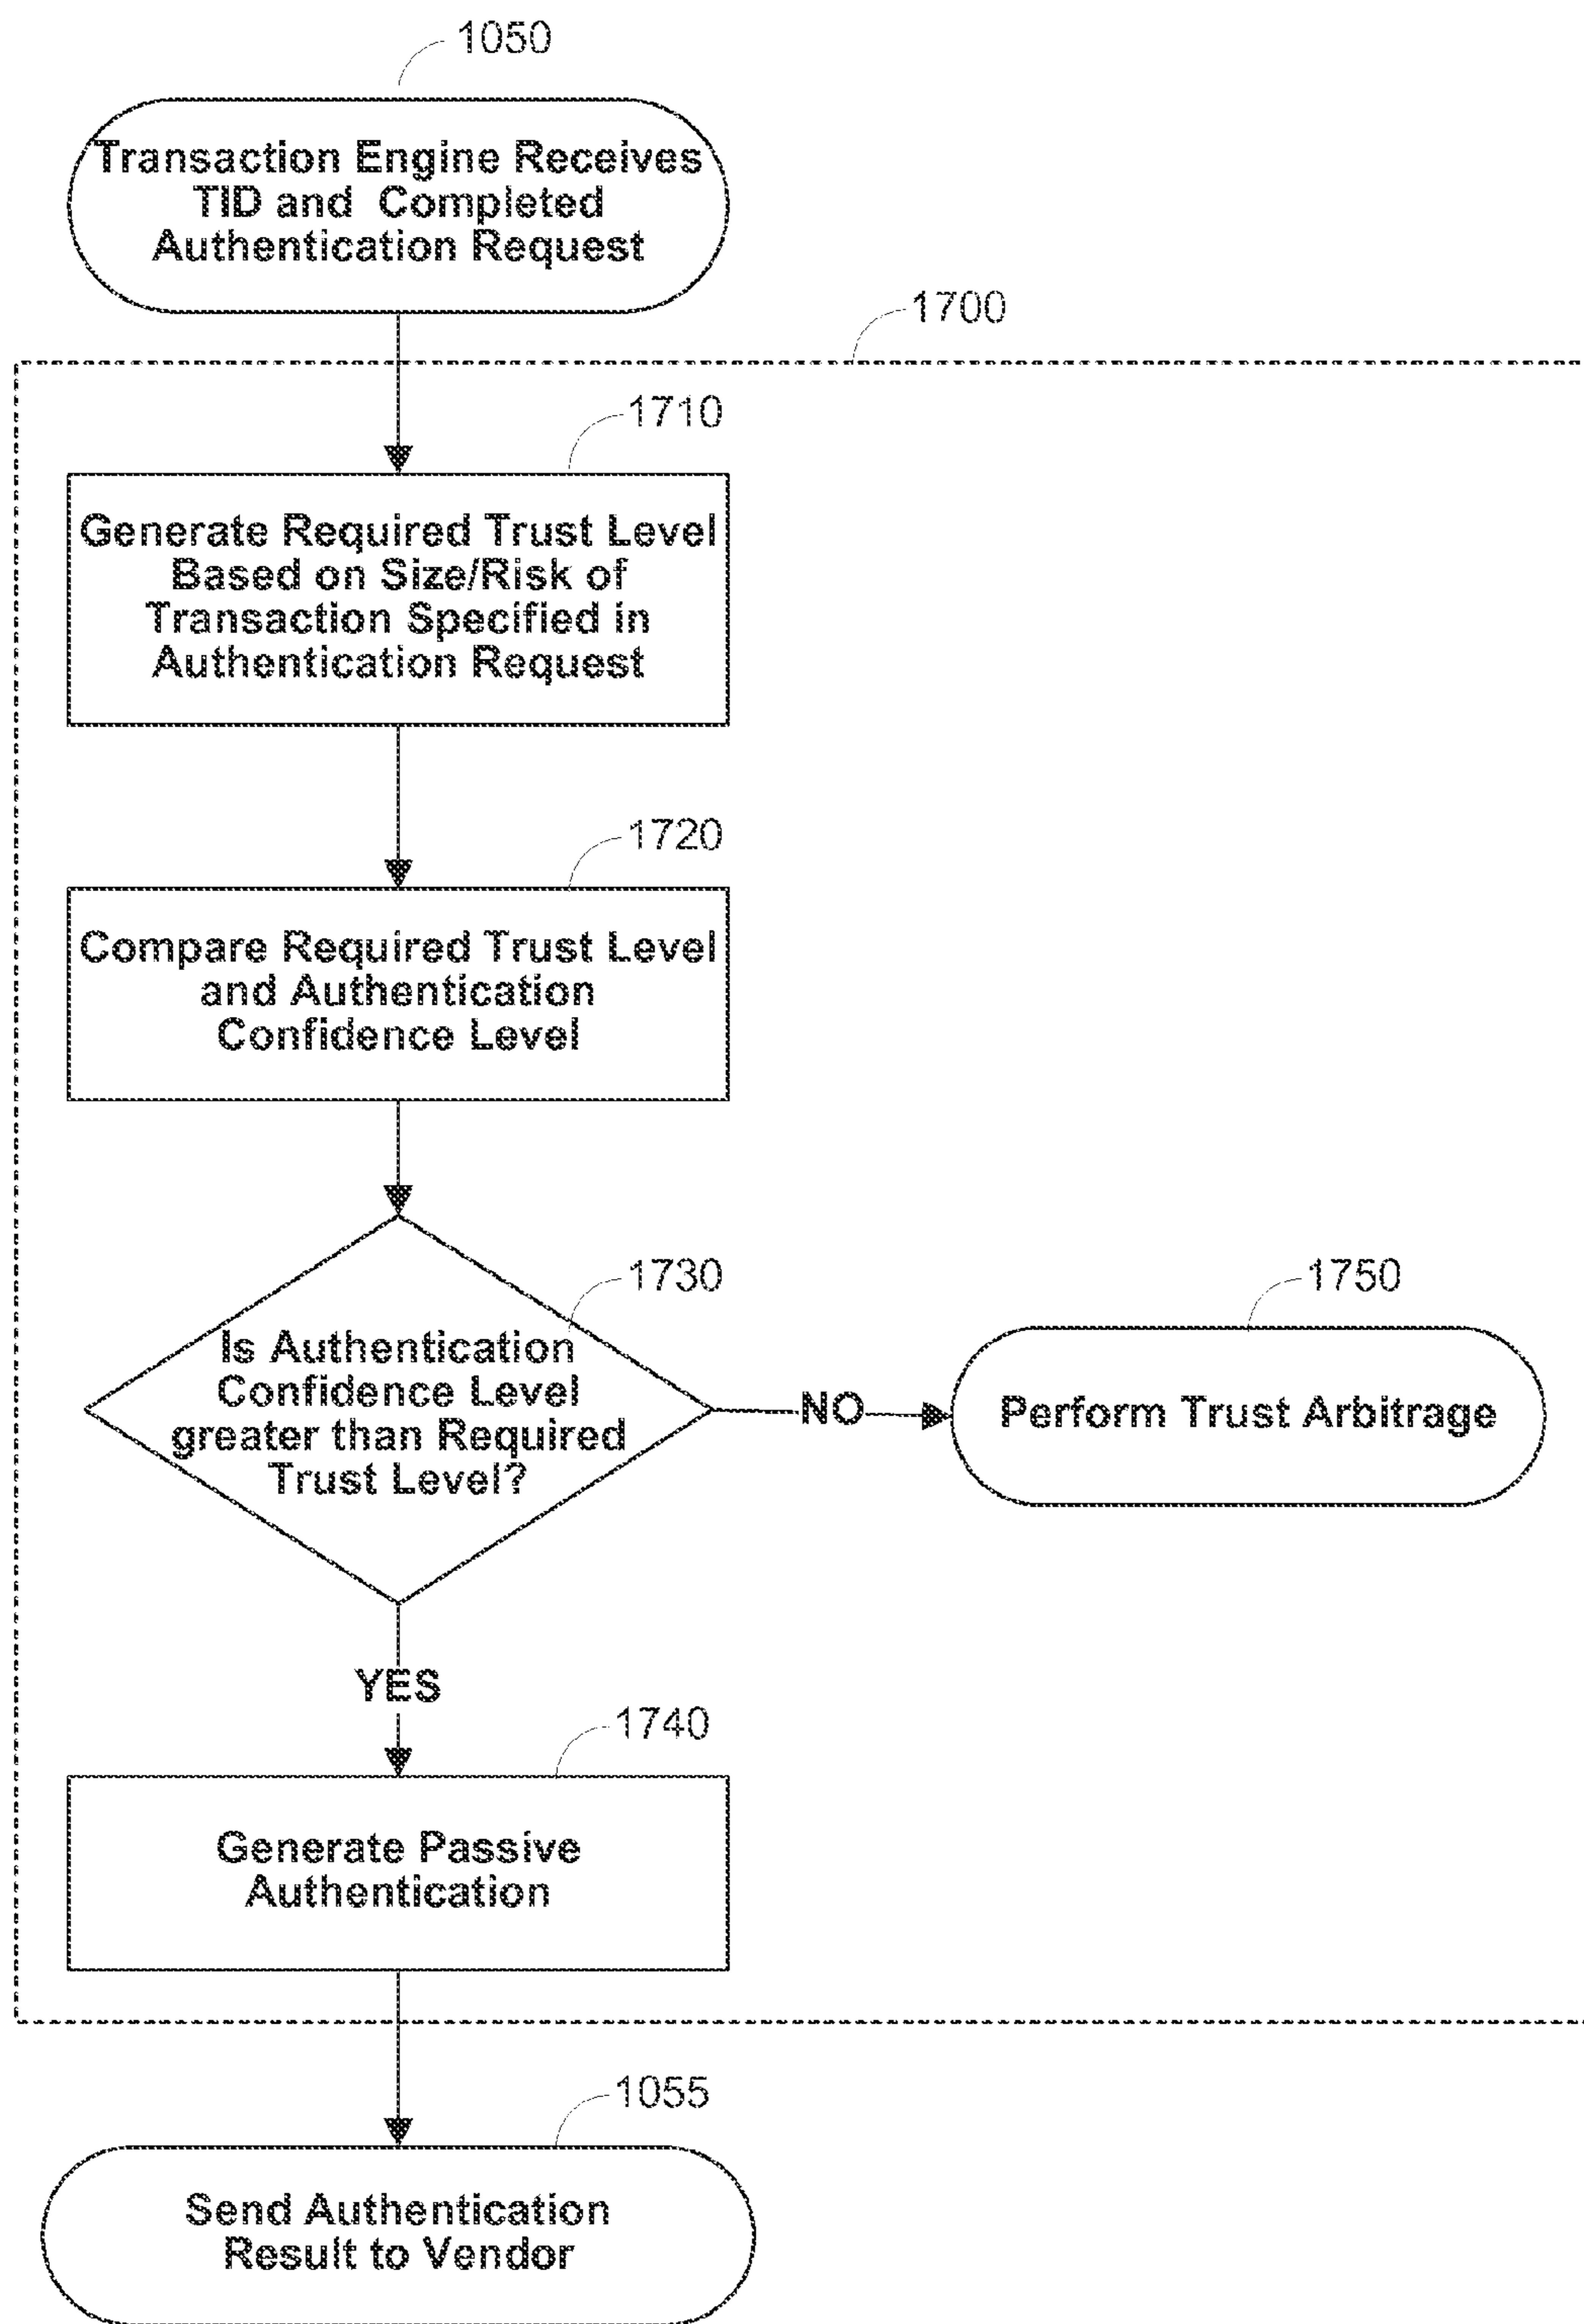 1050
Transaction Engine Receives
TID and Completed
Authentication Request
1700
1710
Generate Required Trust Level
Based on Size/Risk of
Transaction Specified in
Authentication Request
1720
Compare Required Trust Level
and Authentication
Confidence Level
1730
Is Authentication
Confidence Level
greater than Required
Trust Level?
NO
1750
Perform Trust Arbitrage
YES
1740
Generate Passive
Authentication
1055
Send Authentication
Result to Vendor